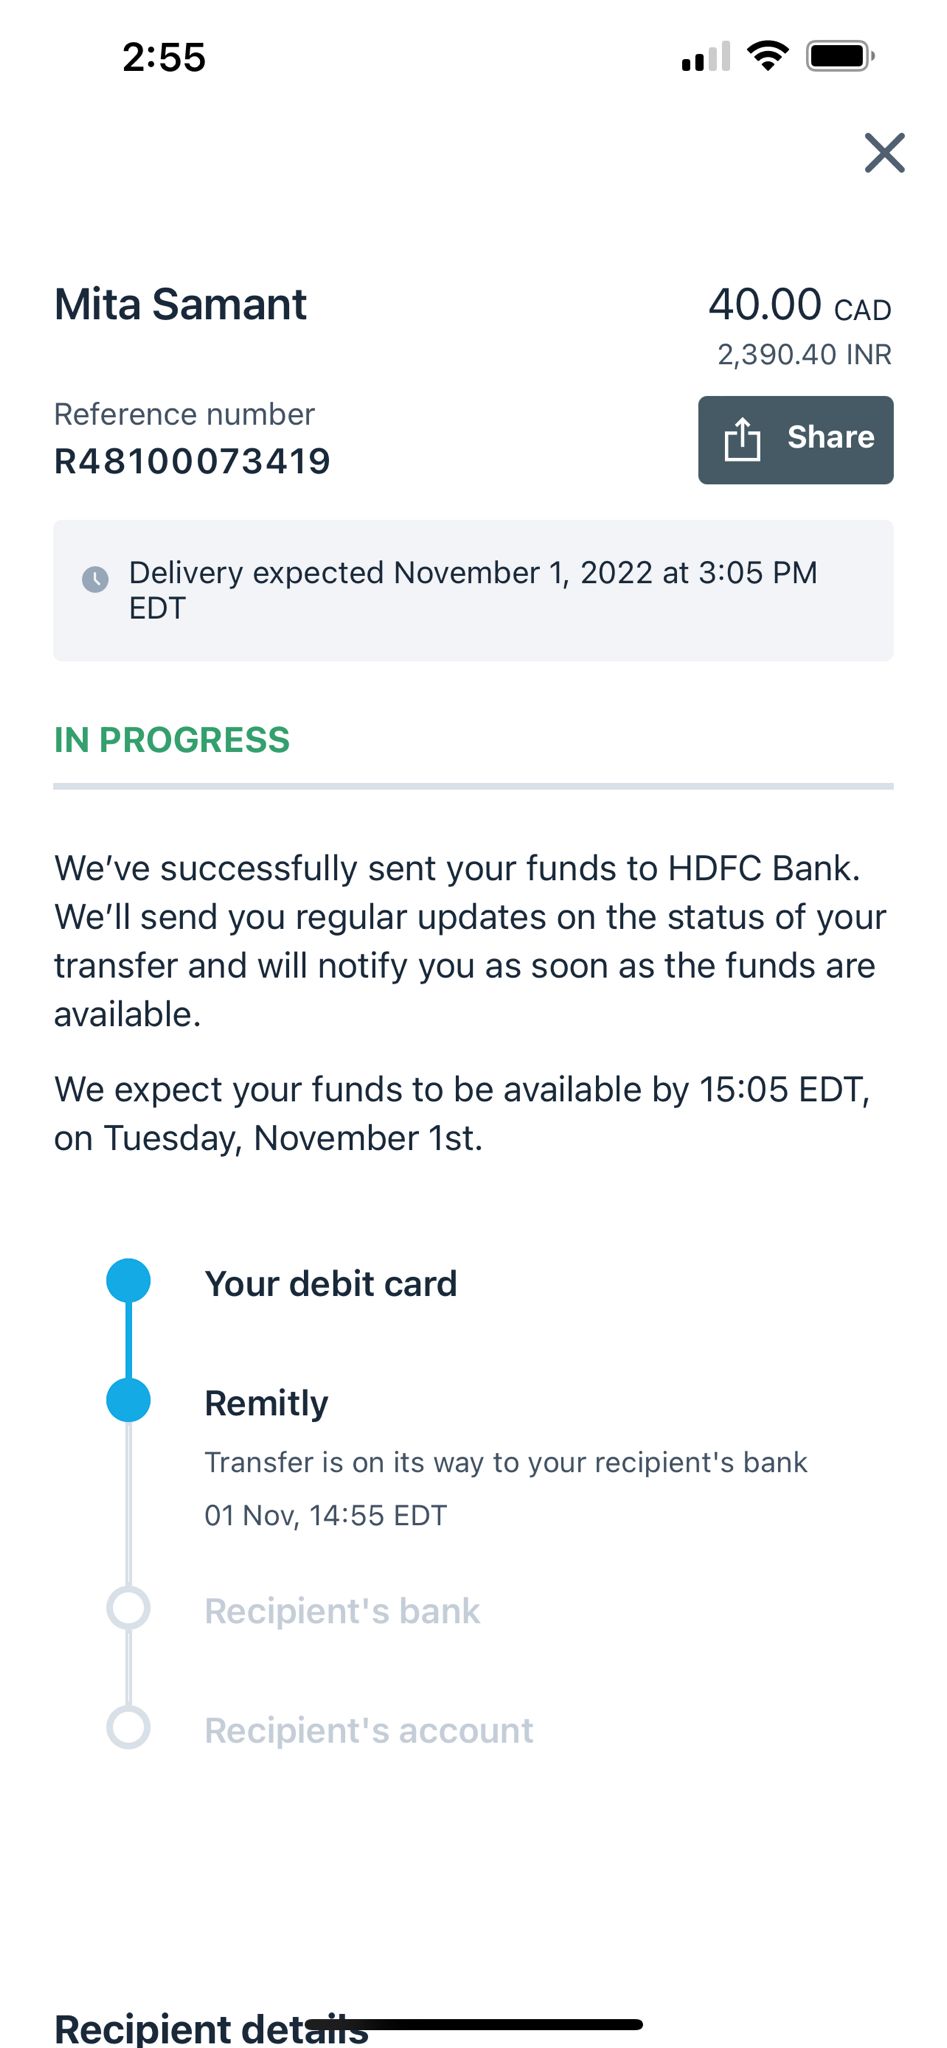 2:55
Mita Samant
40.00 CAD
2,390.40 INR
Reference number
R48100073419
Share
Delivery expected November 1, 2022 at 3:05 PM
EDT
IN PROGRESS
We’ve successfully sent your funds to HDFC Bank.
We’ll send you regular updates on the status of your
transfer and will notify you as soon as the funds are
available.
We expect your funds to be available by 15:05 EDT,
on Tuesday, November 1st.
Your debit card
Remitly
Transfer is on its way to your recipient's bank
01 Nov, 14:55 EDT
Recipient's bank
Recipient's account
Recipient details